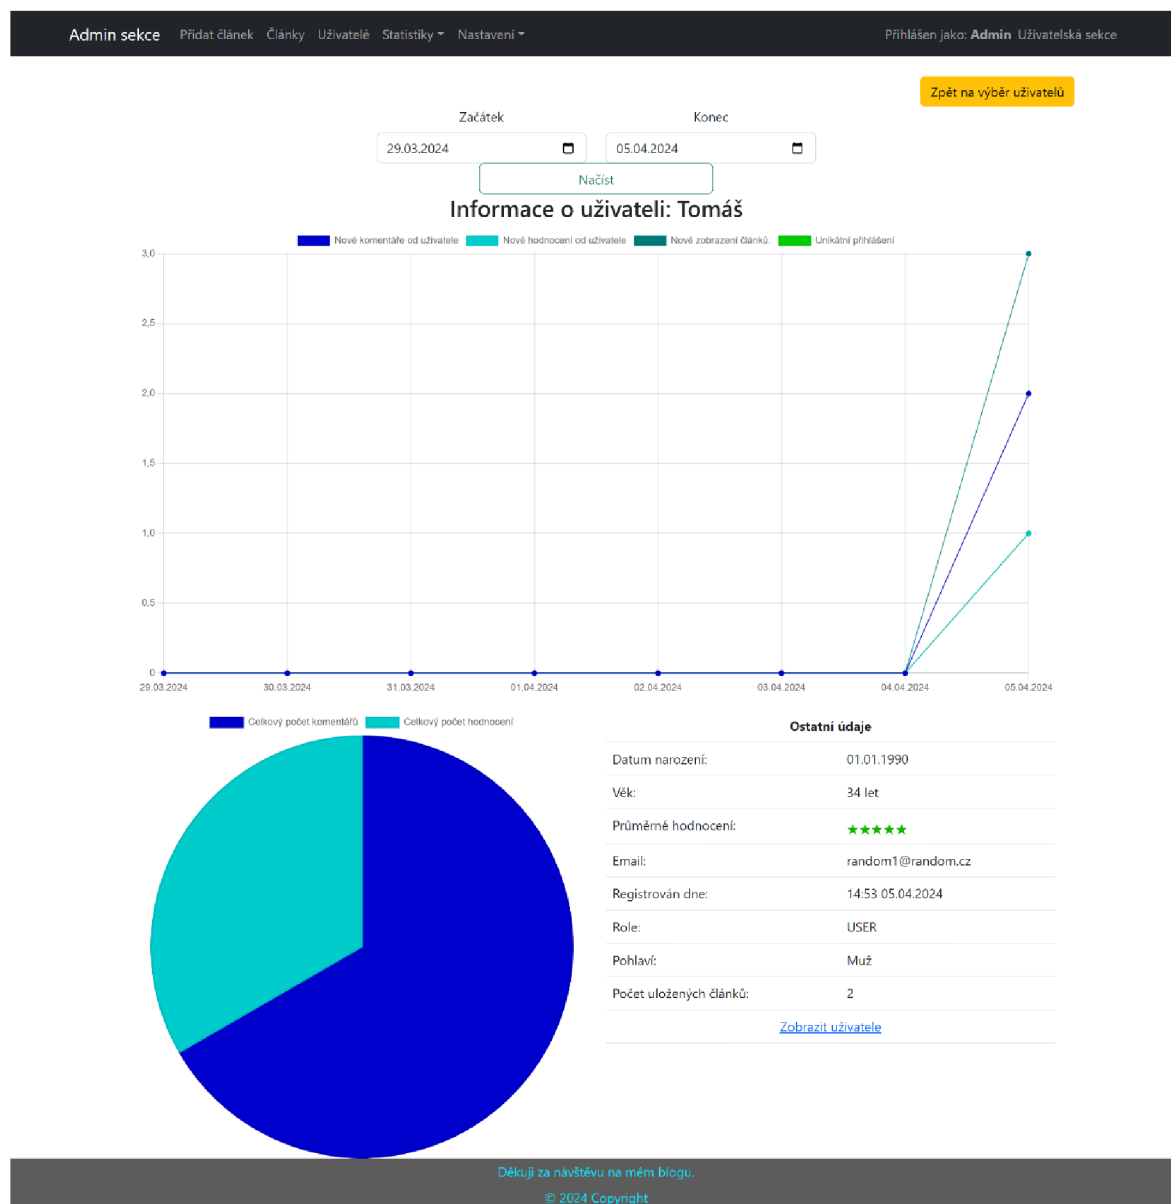 Admin sekce Přidat článek Články Uživatelé Statistiky Nastavení Přihlášen jako: Admin Uživatelská sekce
Zpět na výběr uživatelů
Začátek Konec
29.03.2024 05.04.2024
Načíst
Informace o uživateli: Tomáš
Nové komentáře od uživatele Nové hodnocení od uživatele Nově zobrazení článků. Unikátní přihlášení
3,0
2,5
2,0
1,5
1,0
0,5
0
29.03.2024 30.03.2024 31.03.2024 01.04.2024 02.04.2024 03.04.2024 04.04.2024 05.04.2024
Celkový počet komentářů Celkový počet hodnocení
Ostatní údaje
Datum narození: 01.01.1990
Věk: 34 let
Průměrné hodnocení: ★★★★★
Email: random1@random.cz
Registrován dne: 14:53 05.04.2024
Role: USER
Pohlaví: Muž
Počet uložených článků: 2
Zobrazit uživatele
Děkuji za návštěvu na mém blogu.
© 2024 Copyright